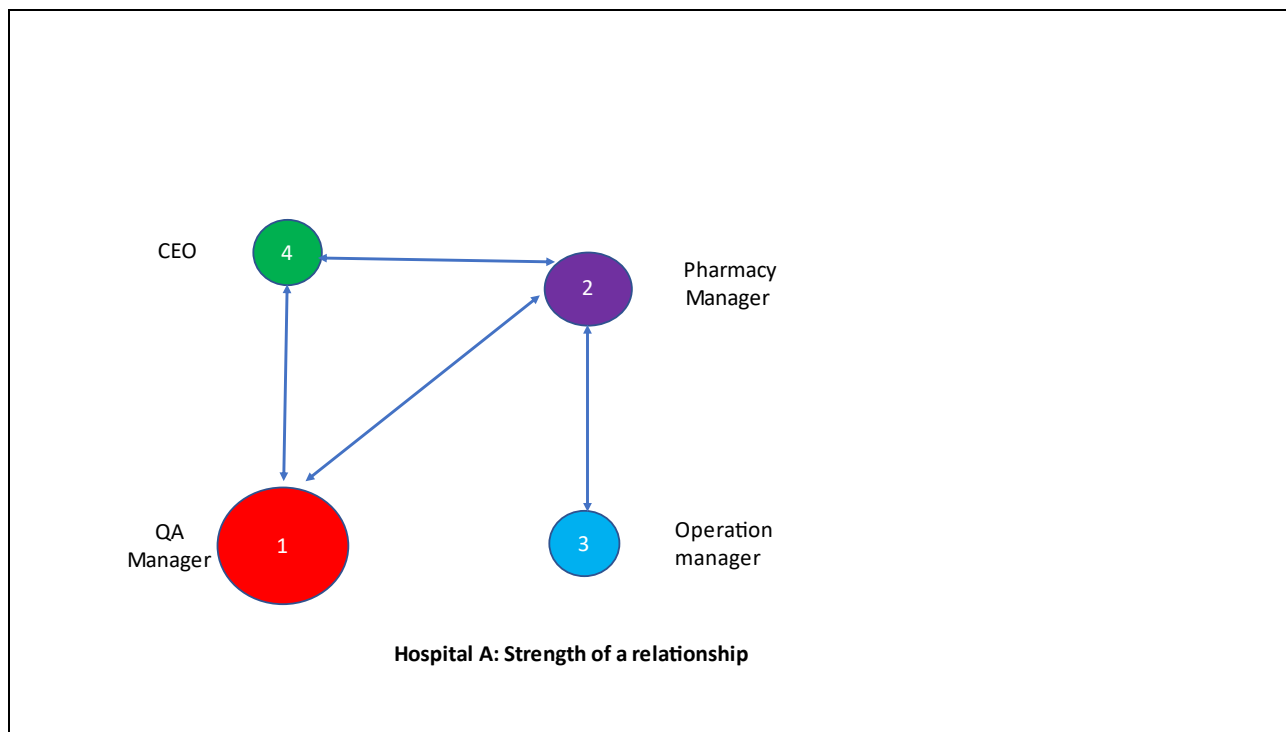 CEO
4
2
Pharmacy
Manager
QA
Manager
1
3
Operation
manager
Hospital A: Strength of a relationship